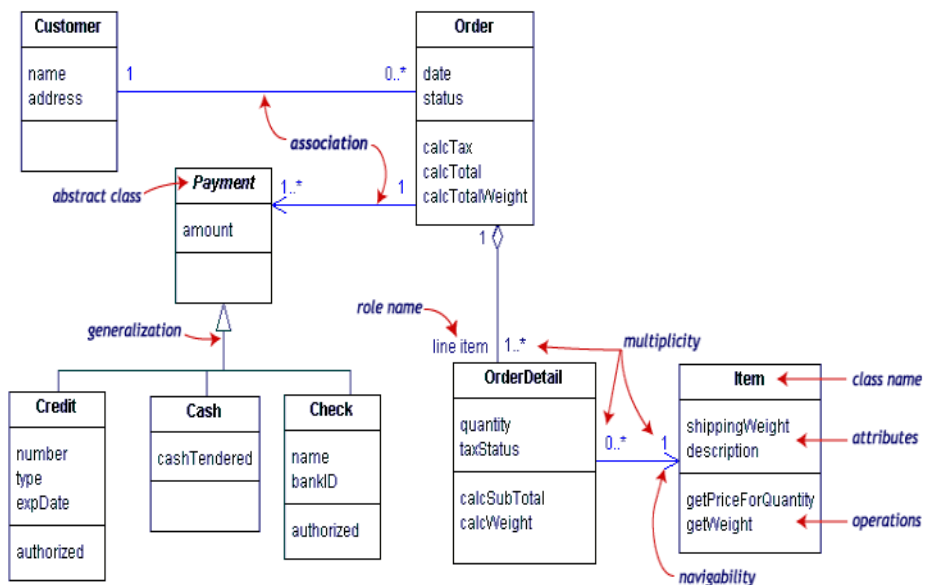 Customer
name
address
1
0..*
Order
date
status
calcTax
calcTotal
calcTotalWeight
association
abstract class
Payment
amount
1..*
1
1
generalization
role name
line item
1..*
multiplicity
Credit
number
type
expDate
authorized
Cash
cashTendered
Check
name
bankID
authorized
OrderDetail
quantity
taxStatus
calcSubTotal
calcWeight
0..*
1
Item
shippingWeight
description
getPriceForQuantity
getWeight
class name
attributes
operations
navigability